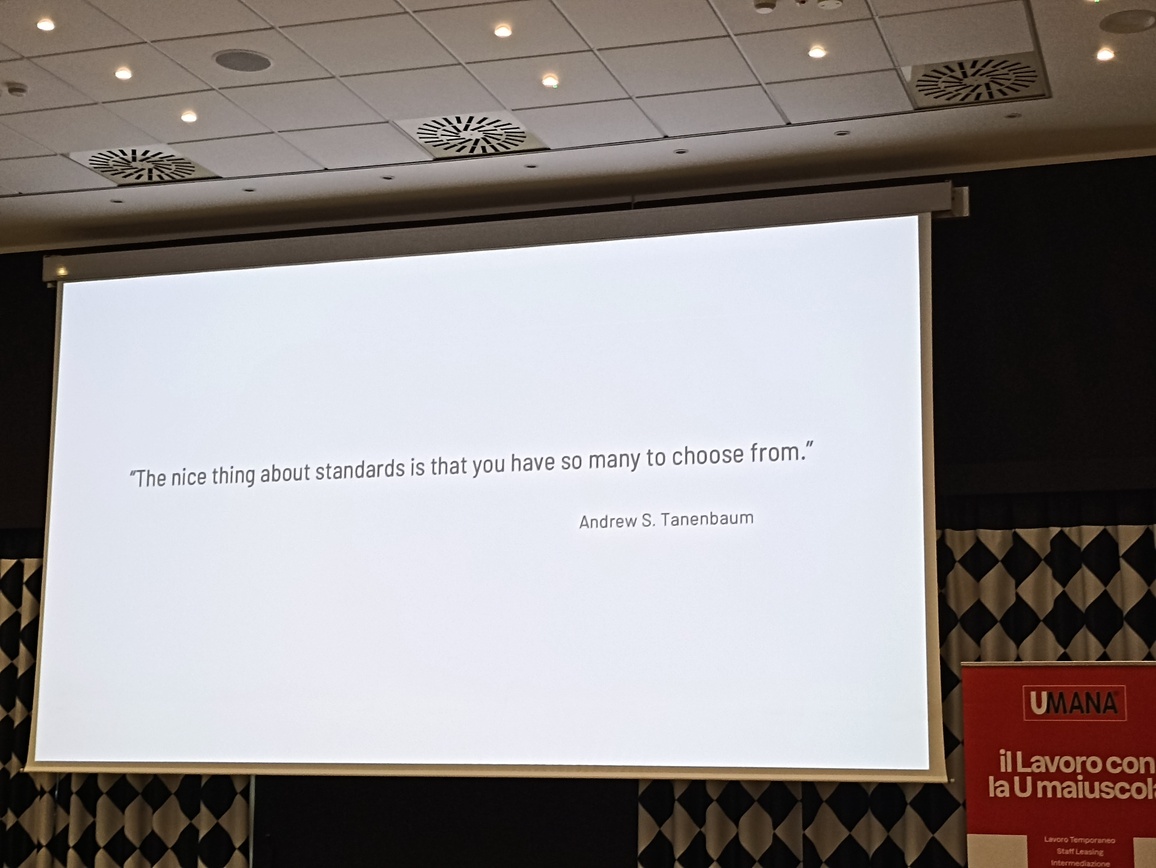 “The nice thing about standards is that you have so many to choose from.”
Andrew S. Tanenbaum
UMANA
il Lavoro con
la U maiuscol
Lavoro Temporaneo
Staff Leasing
Intermediazione